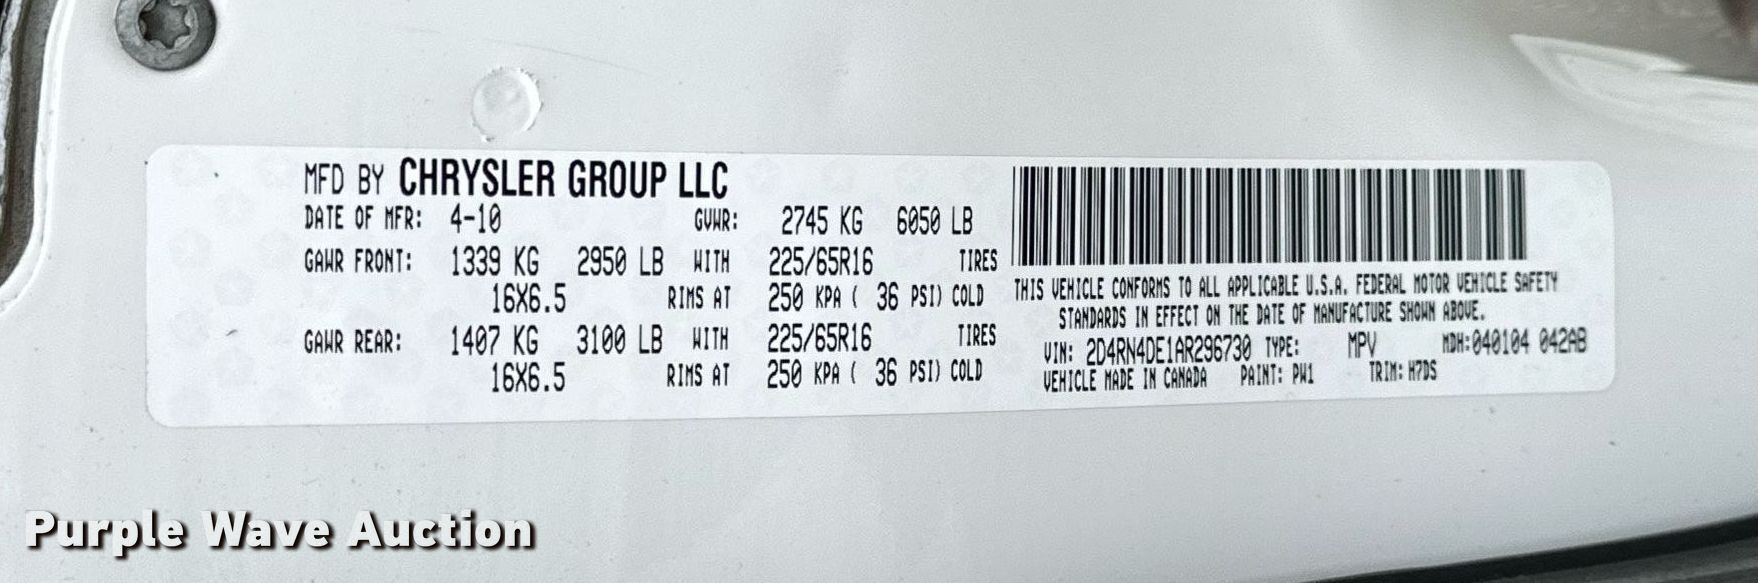 MFD BY CHRYSLER GROUP LLC
DATE OF MFR: 4-10 GVWR: 2745 KG 6050 LB
GAWR FRONT: 1339 KG 2950 LB WITH 225/65R16 TIRES
16X6.5 RIMS AT 250 KPA ( 36 PSI) COLD
GAWR REAR: 1407 KG 3100 LB WITH 225/65R16 TIRES
16X6.5 RIMS AT 250 KPA ( 36 PSI) COLD
THIS VEHICLE CONFORMS TO ALL APPLICABLE U.S.A. FEDERAL MOTOR VEHICLE SAFETY
STANDARDS IN EFFECT ON THE DATE OF MANUFACTURE SHOWN ABOVE.
VIN: 2D4RN4DE1AR296730 TYPE: MPV MDH:040104 042AB
VEHICLE MADE IN CANADA PAINT: PW1 TRIM: H7DS
Purple Wave Auction